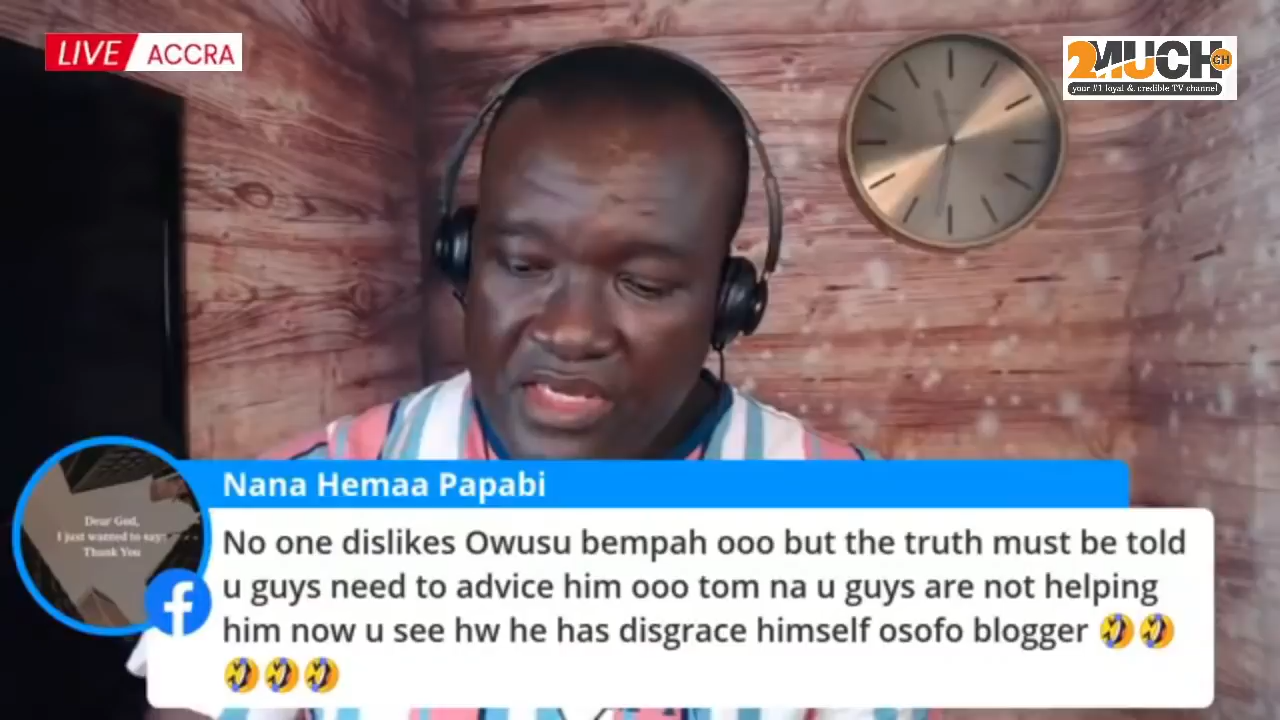 LIVE ACCRA
2MUCH GH
your #1 loyal & credible TV channel
Nana Hemaa Papabi
Dear God,
I just wanted to say:
Thank You
No one dislikes Owusu bempah ooo but the truth must be told
u guys need to advice him ooo tom na u guys are not helping
him now u see hw he has disgrace himself osofo blogger 🤣🤣
🤣🤣🤣